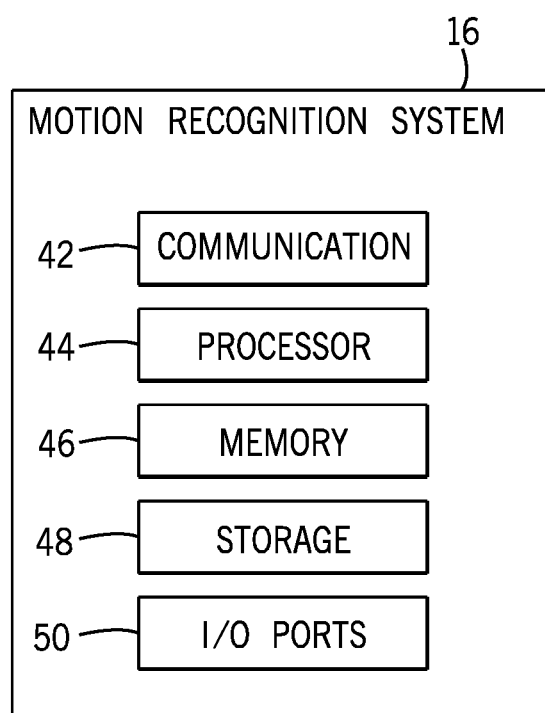 16
MOTION RECOGNITION SYSTEM
42 COMMUNICATION
44 PROCESSOR
46 MEMORY
48 STORAGE
50 I/O PORTS